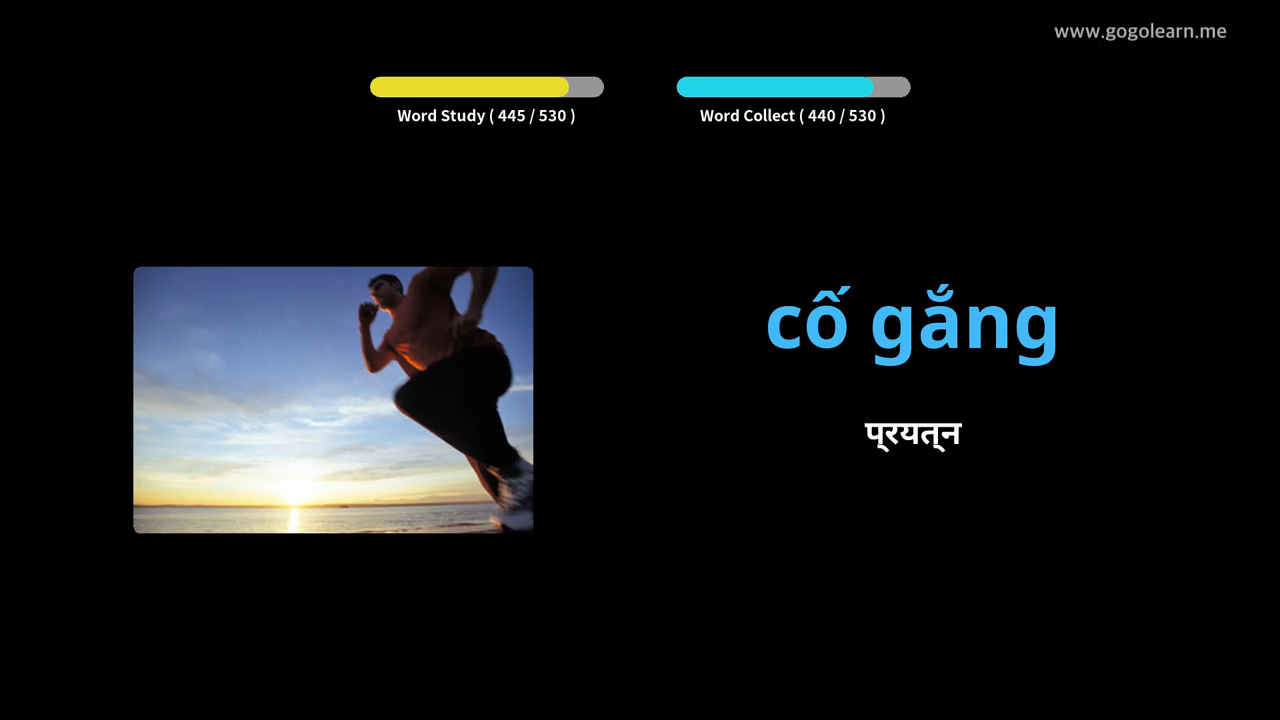 www.gogolearn.me
Word Study ( 445 / 530 )
Word Collect ( 440 / 530 )
cố gắng
प्रयत्न